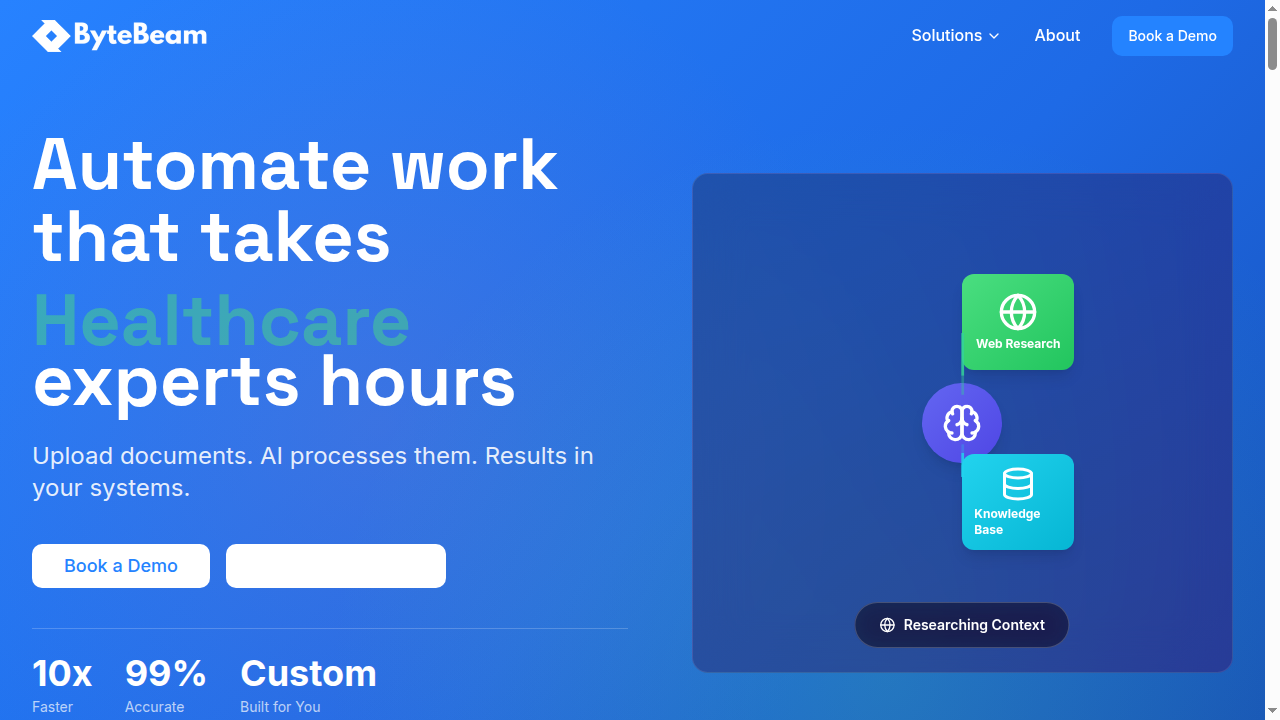 ByteBeam
Solutions
About
Book a Demo
Automate work
that takes
Healthcare
experts hours
Upload documents. AI processes them. Results in
your systems.
Book a Demo
10x
Faster
99%
Accurate
Custom
Built for You
Web Research
Knowledge
Base
Researching Context